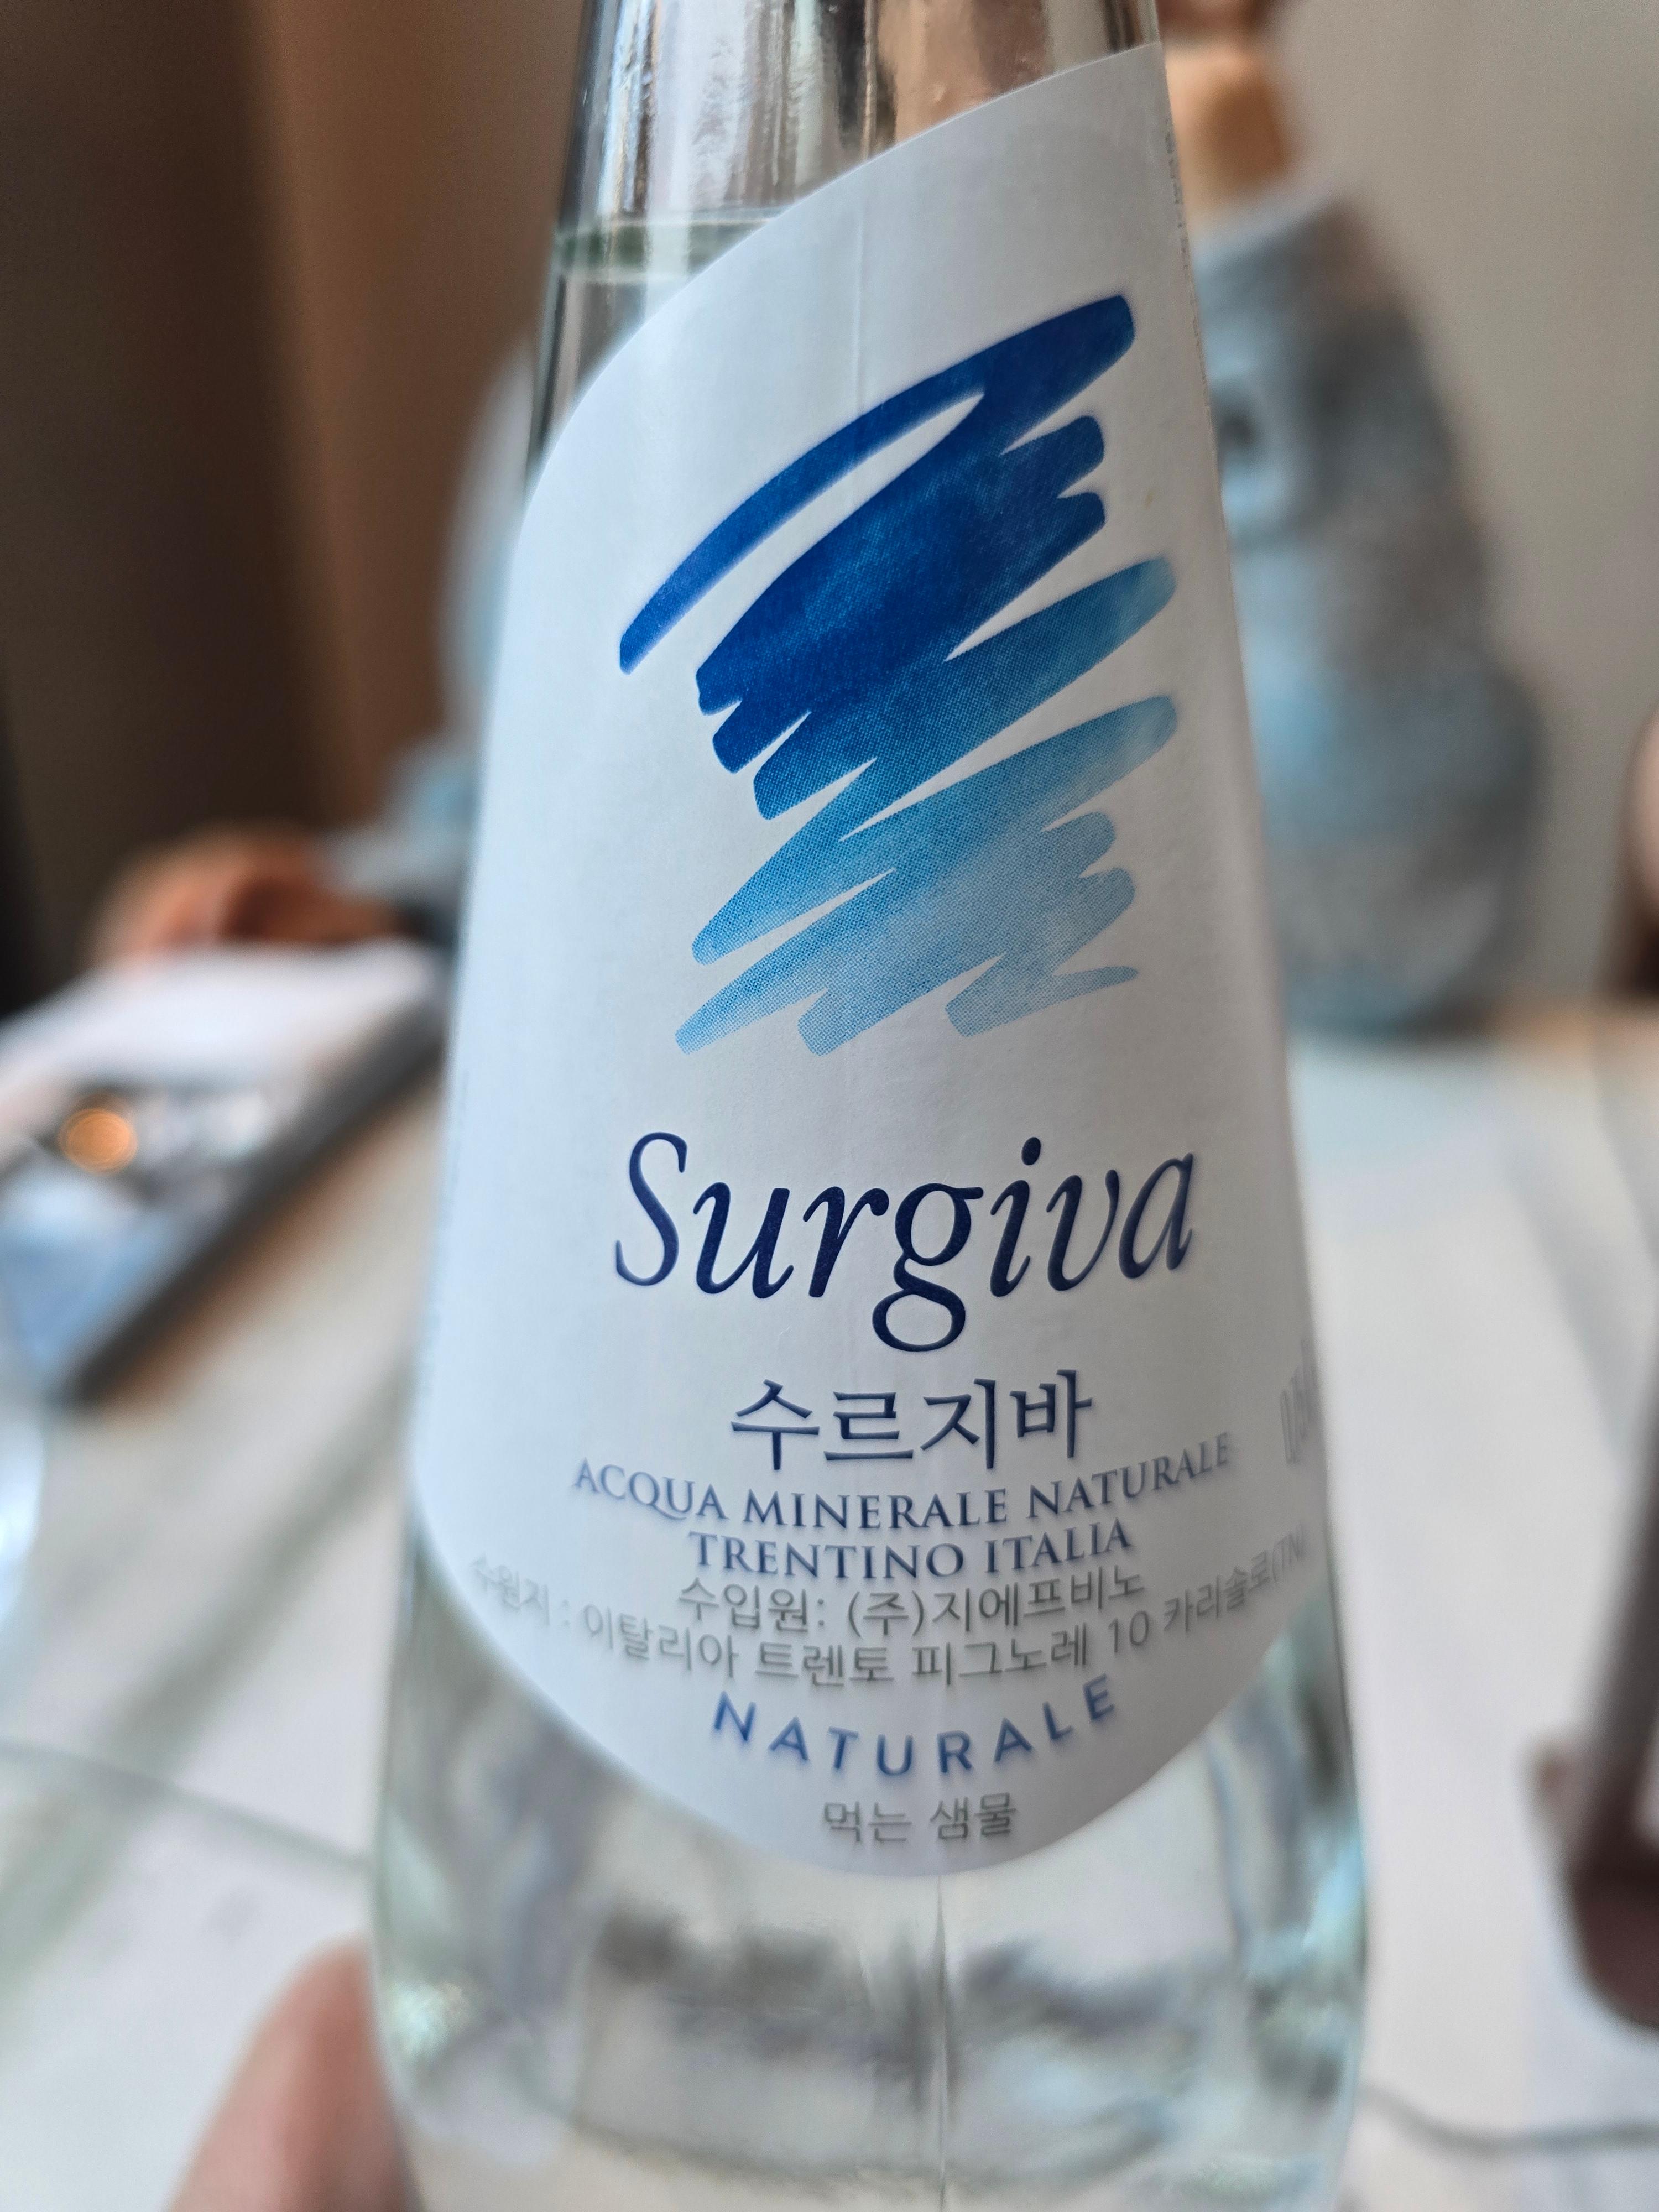 Surgiva
수르지바
ACQUA MINERALE NATURALE
TRENTINO ITALIA
수입원: (주)지에프비노
수원지 : 이탈리아 트렌토 피그노레 10 카리솔로(TN)
NATURALE
먹는 샘물